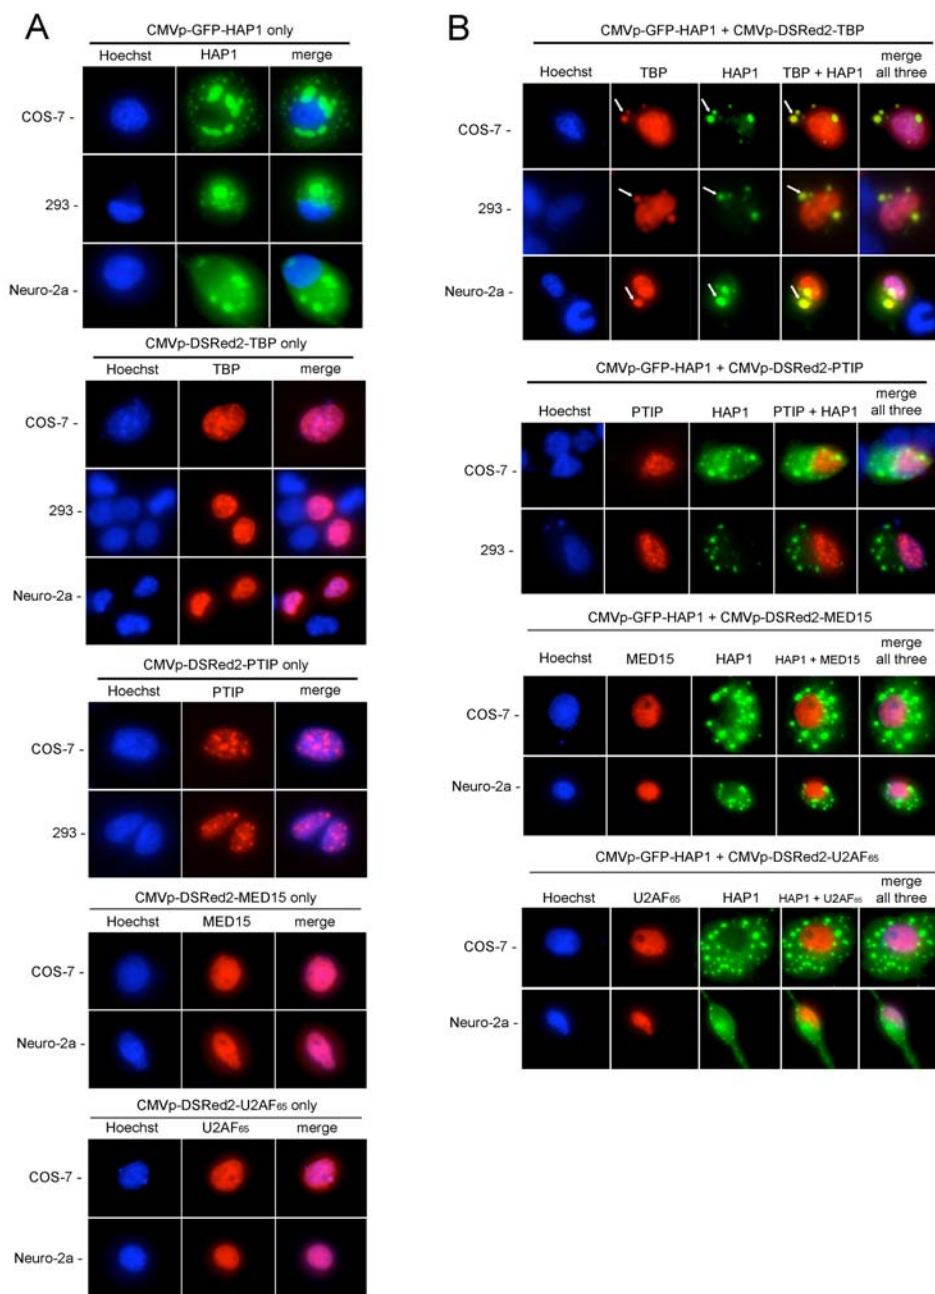 A
CMVp-GFP-HAP1 only
Hoechst HAP1 merge
COS-7 -
293 -
Neuro-2a -
CMVp-DSRed2-TBP only
Hoechst TBP merge
COS-7 -
293 -
Neuro-2a -
CMVp-DSRed2-PTIP only
Hoechst PTIP merge
COS-7 -
293 -
CMVp-DSRed2-MED15 only
Hoechst MED15 merge
COS-7 -
Neuro-2a -
CMVp-DSRed2-U2AF65 only
Hoechst U2AF65 merge
COS-7 -
Neuro-2a -
B
CMVp-GFP-HAP1 + CMVp-DSRed2-TBP
merge
Hoechst TBP HAP1 TBP + HAP1 all three
COS-7 -
293 -
Neuro-2a -
CMVp-GFP-HAP1 + CMVp-DSRed2-PTIP
merge
Hoechst PTIP HAP1 PTIP + HAP1 all three
COS-7 -
293 -
CMVp-GFP-HAP1 + CMVp-DSRed2-MED15
merge
Hoechst MED15 HAP1 HAP1 + MED15 all three
COS-7 -
Neuro-2a -
CMVp-GFP-HAP1 + CMVp-DSRed2-U2AF65
merge
Hoechst U2AF65 HAP1 HAP1 + U2AF65 all three
COS-7 -
Neuro-2a -